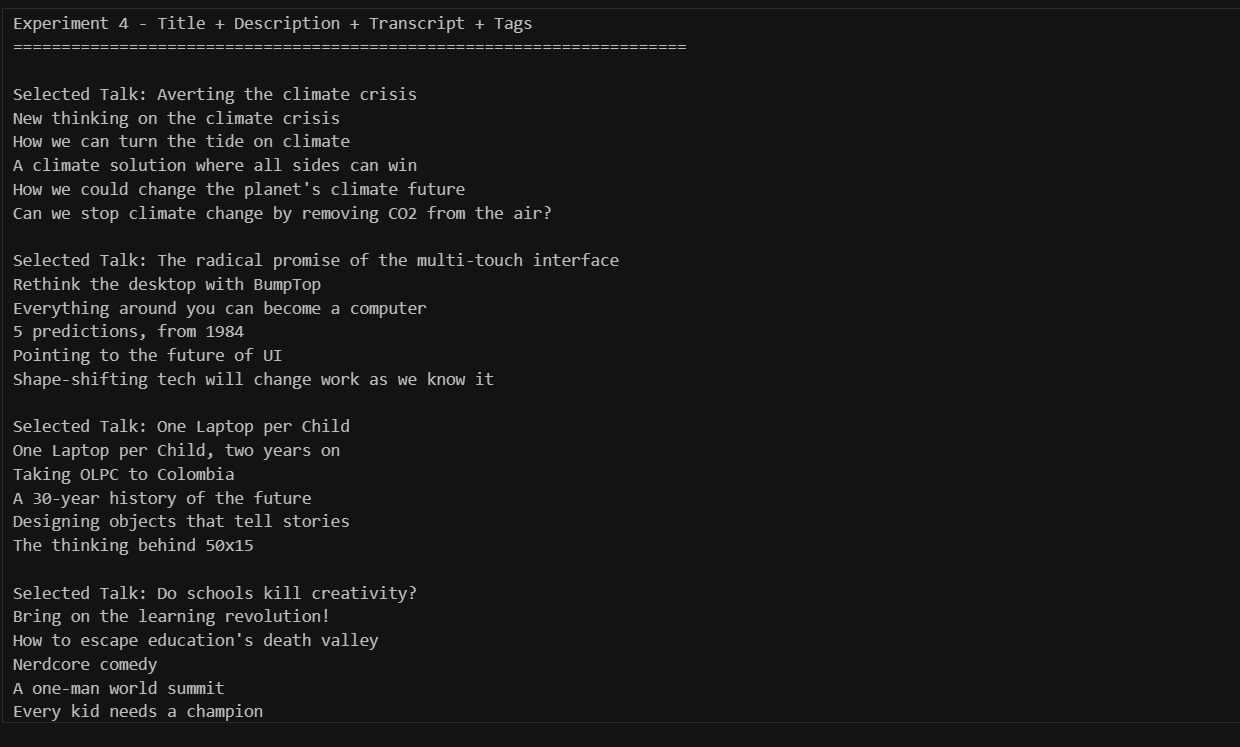 Experiment 4 - Title + Description + Transcript + Tags
======================================================================
Selected Talk: Averting the climate crisis
New thinking on the climate crisis
How we can turn the tide on climate
A climate solution where all sides can win
How we could change the planet's climate future
Can we stop climate change by removing CO2 from the air?
Selected Talk: The radical promise of the multi-touch interface
Rethink the desktop with BumpTop
Everything around you can become a computer
5 predictions, from 1984
Pointing to the future of UI
Shape-shifting tech will change work as we know it
Selected Talk: One Laptop per Child
One Laptop per Child, two years on
Taking OLPC to Colombia
A 30-year history of the future
Designing objects that tell stories
The thinking behind 50x15
Selected Talk: Do schools kill creativity?
Bring on the learning revolution!
How to escape education's death valley
Nerdcore comedy
A one-man world summit
Every kid needs a champion